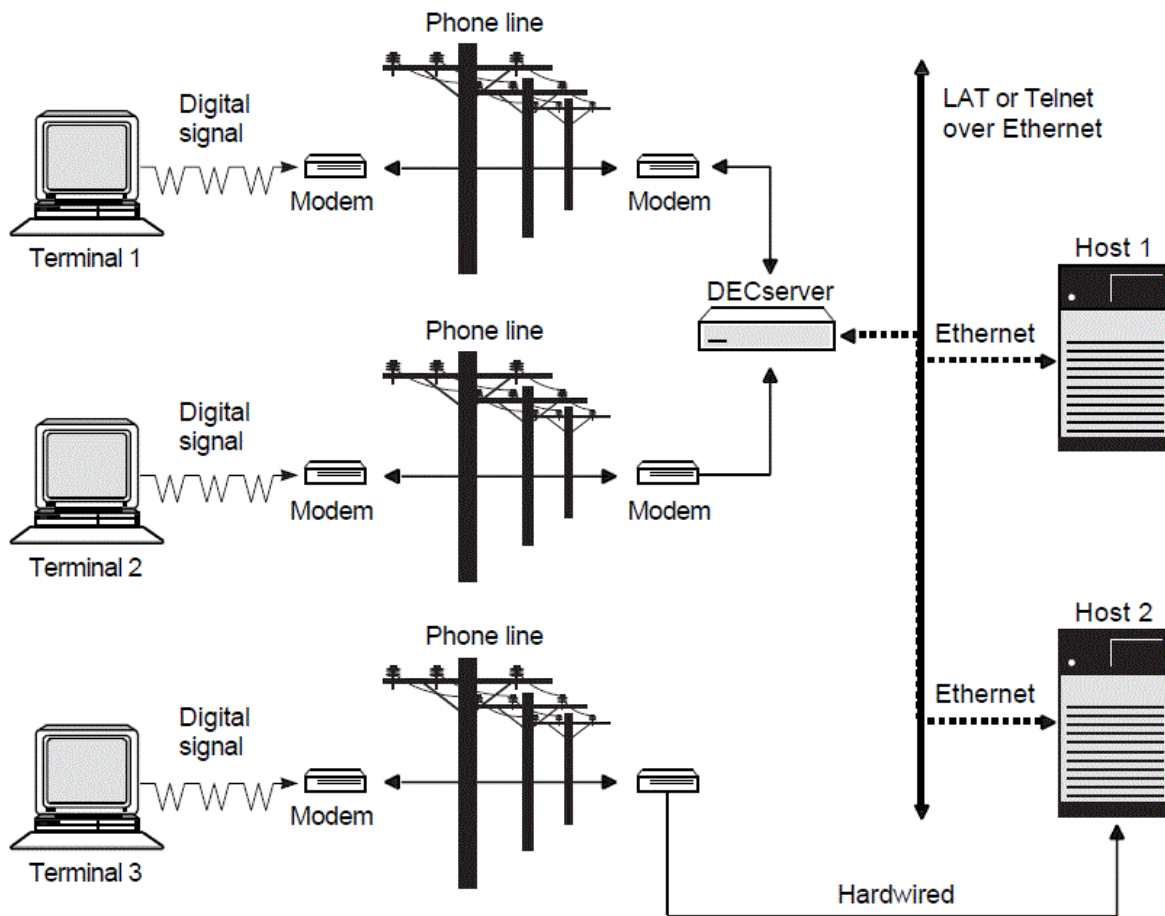 Phone line
Digital
signal
Modem
Modem
Terminal 1
LAT or Telnet
over Ethernet
Host 1
DECserver
Ethernet
Phone line
Digital
signal
Modem
Modem
Terminal 2
Host 2
Ethernet
Phone line
Digital
signal
Modem
Terminal 3
Hardwired